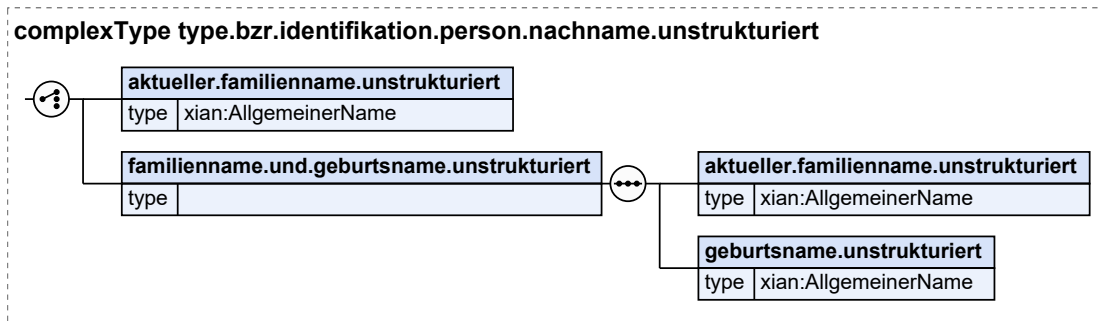 complexType type.bzr.identifikation.person.nachname.unstrukturiert
aktueller.familienname.unstrukturiert
type xian:AllgemeinerName
familienname.und.geburtsname.unstrukturiert
type
aktueller.familienname.unstrukturiert
type xian:AllgemeinerName
geburtsname.unstrukturiert
type xian:AllgemeinerName